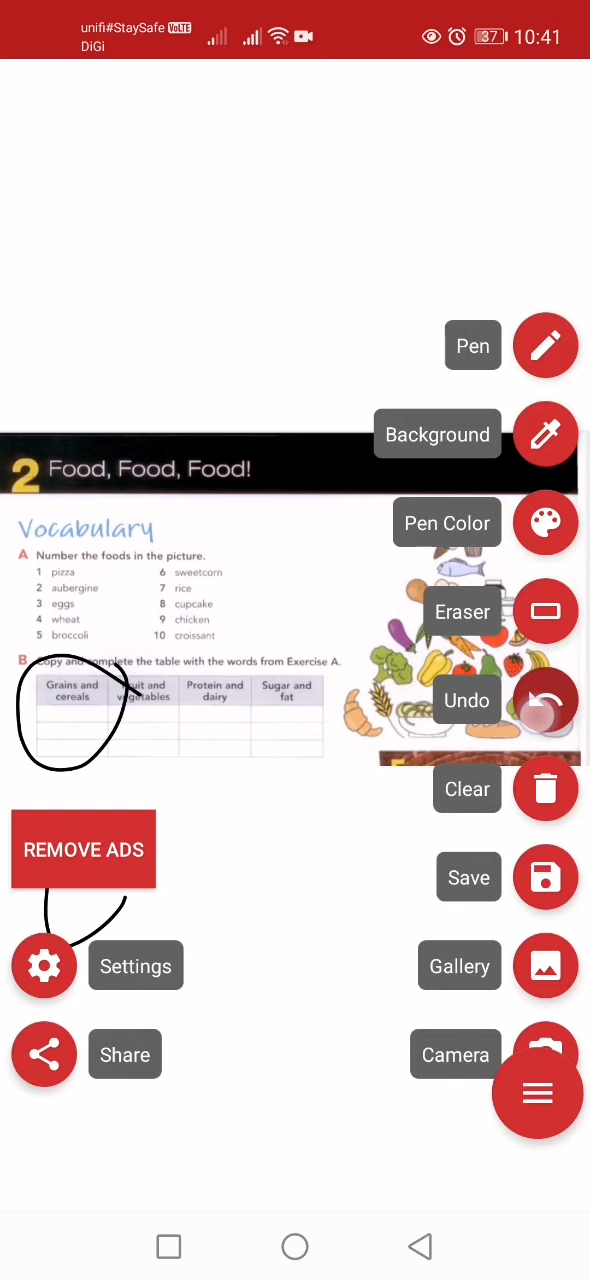 unifi#StaySafe VoLTE
DiGi
37 10:41
Pen
Background
2 Food, Food, Food!
Pen Color
Vocabulary
A Number the foods in the picture.
1 pizza
2 aubergine
3 eggs
4 wheat
5 broccoli
6 sweetcorn
7 rice
8 cupcake
9 chicken
10 croissant
Eraser
B Copy and complete the table with the words from Exercise A.
Grains and cereals
Fruit and vegetables
Protein and dairy
Sugar and fat
Undo
Clear
REMOVE ADS
Save
Settings
Gallery
Share
Camera